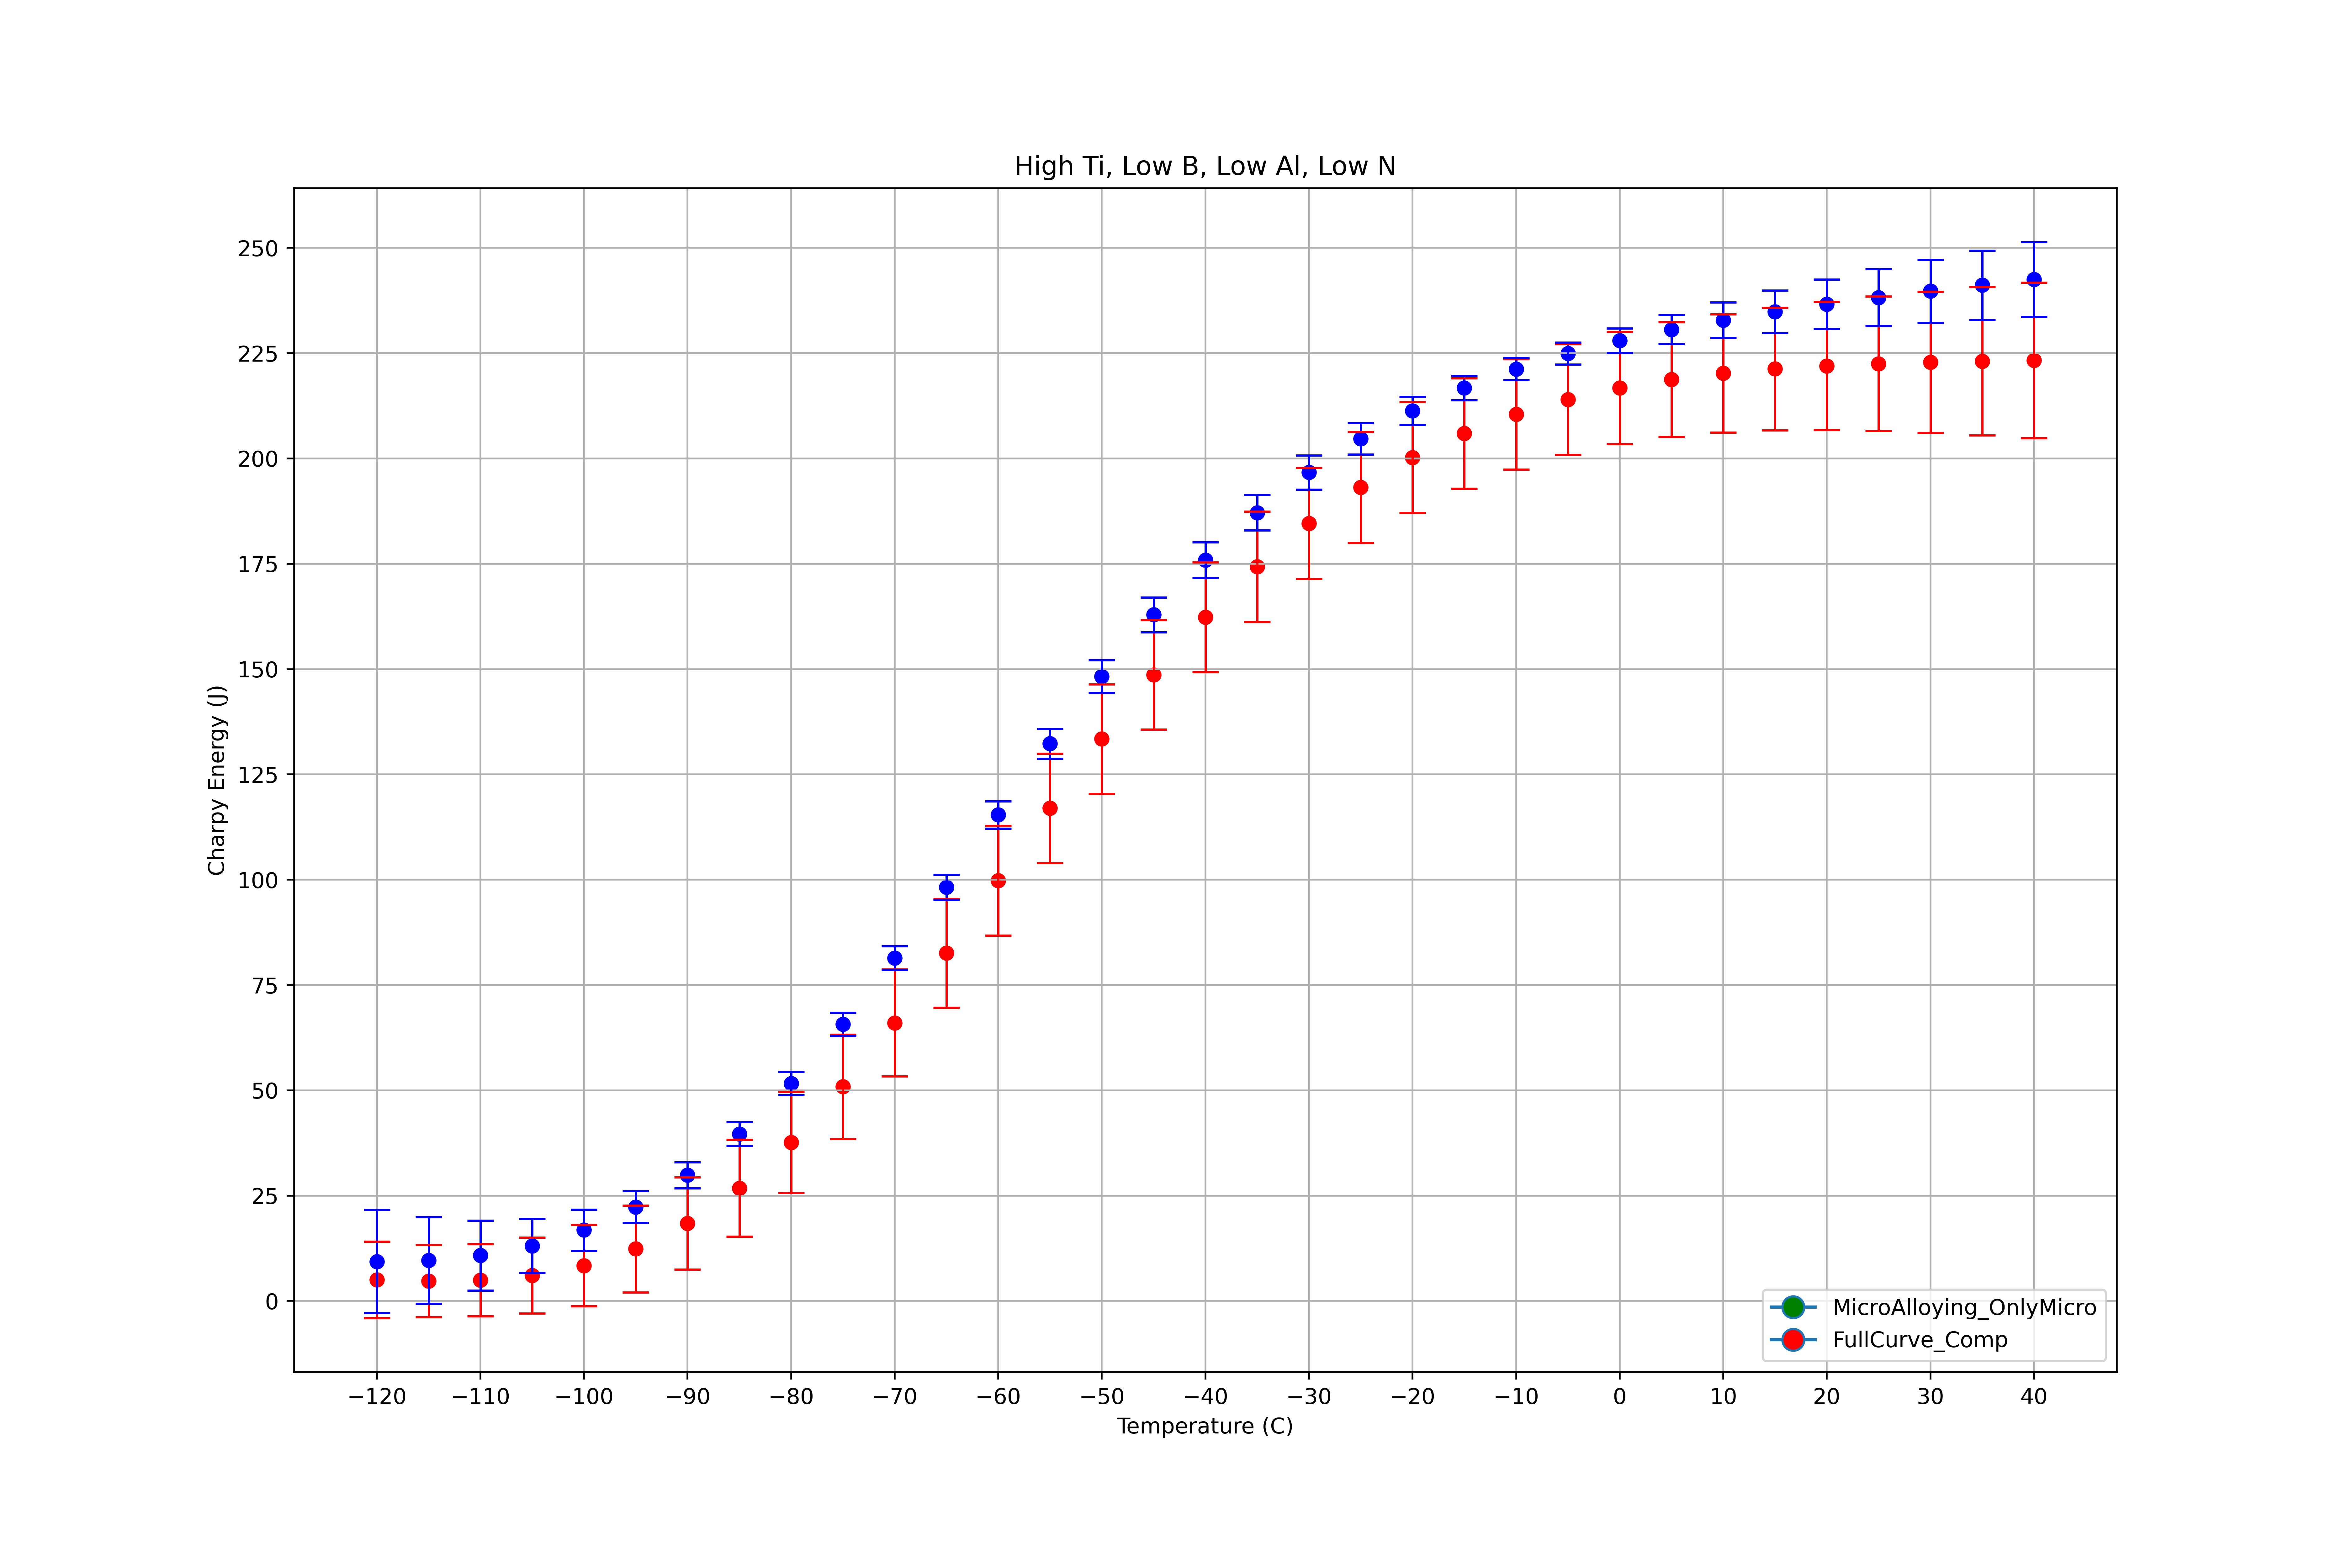 High Ti, Low B, Low Al, Low N
250
225
200
175
150
125
100
75
50
25
0
Charpy Energy (J)
MicroAlloying_OnlyMicro
FullCurve_Comp
−120 −110 −100 −90 −80 −70 −60 −50 −40 −30 −20 −10 0 10 20 30 40
Temperature (C)